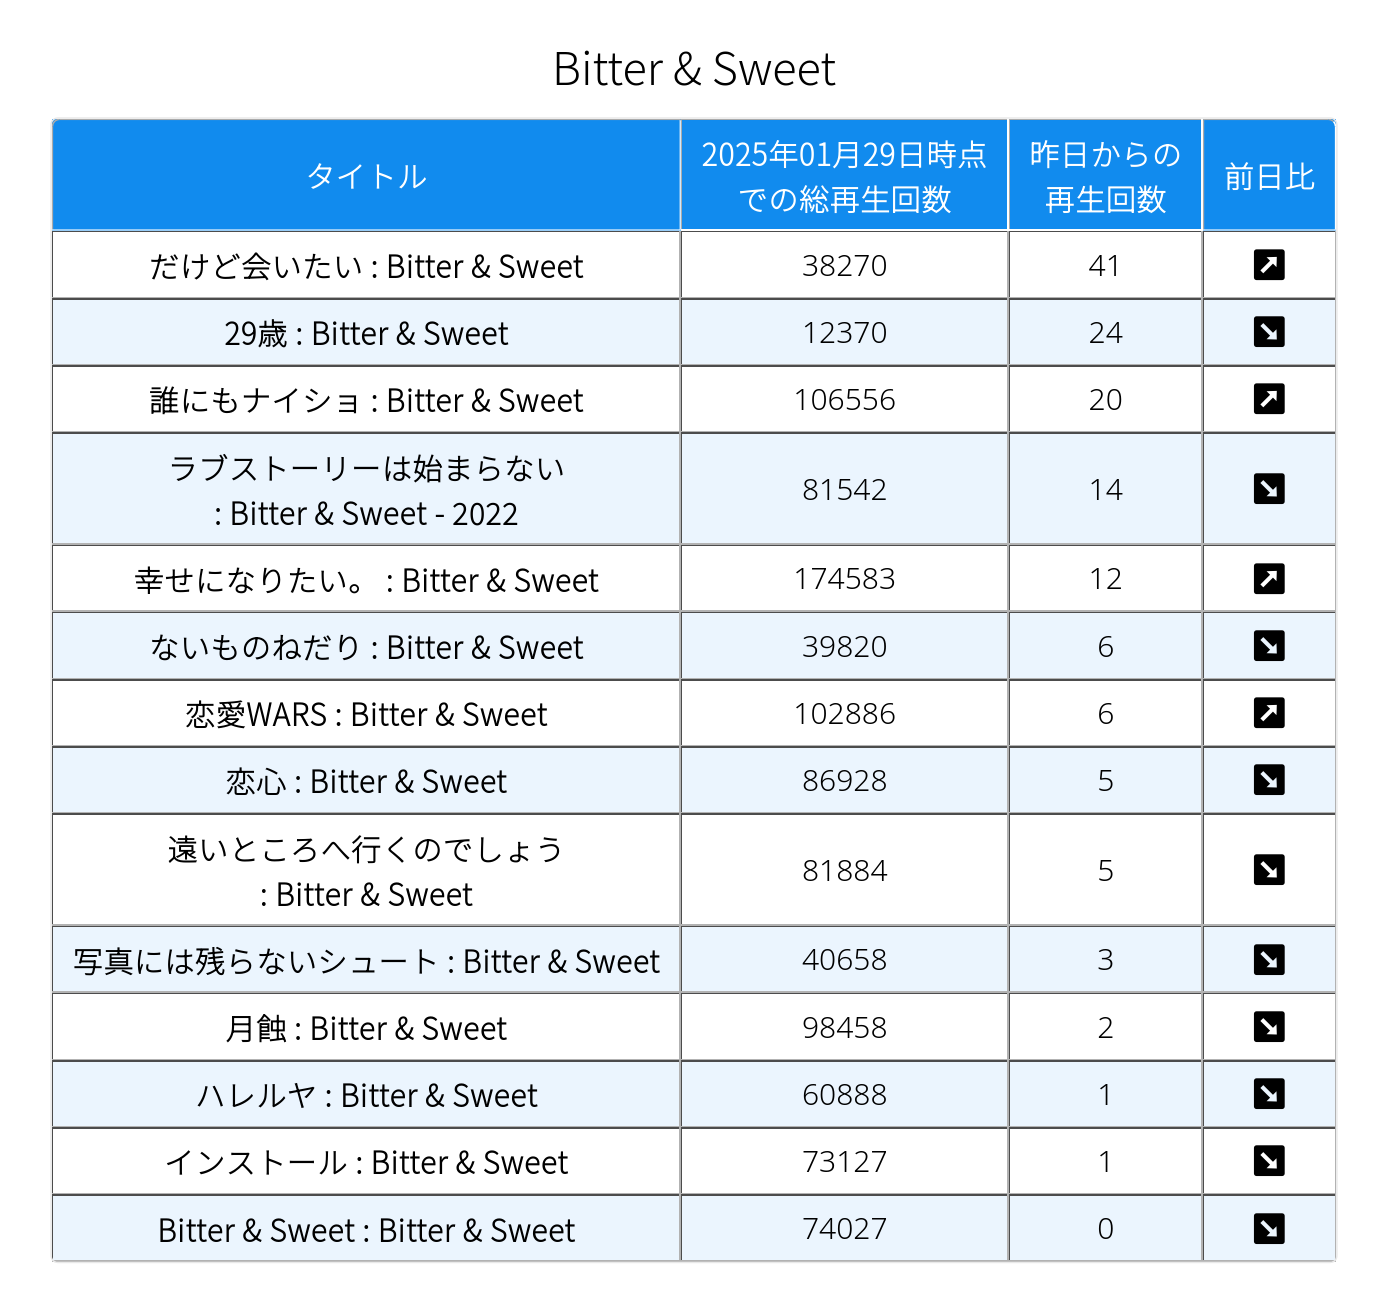 Bitter & Sweet
タイトル
2025年01月29日時点
での総再生回数
昨日からの
再生回数
前日比
だけど会いたい : Bitter & Sweet
38270
41
29歳 : Bitter & Sweet
12370
24
誰にもナイショ : Bitter & Sweet
106556
20
ラブストーリーは始まらない
: Bitter & Sweet - 2022
81542
14
幸せになりたい。 : Bitter & Sweet
174583
12
ないものねだり : Bitter & Sweet
39820
6
恋愛WARS : Bitter & Sweet
102886
6
恋心 : Bitter & Sweet
86928
5
遠いところへ行くのでしょう
: Bitter & Sweet
81884
5
写真には残らないシュート : Bitter & Sweet
40658
3
月蝕 : Bitter & Sweet
98458
2
ハレルヤ : Bitter & Sweet
60888
1
インストール : Bitter & Sweet
73127
1
Bitter & Sweet : Bitter & Sweet
74027
0